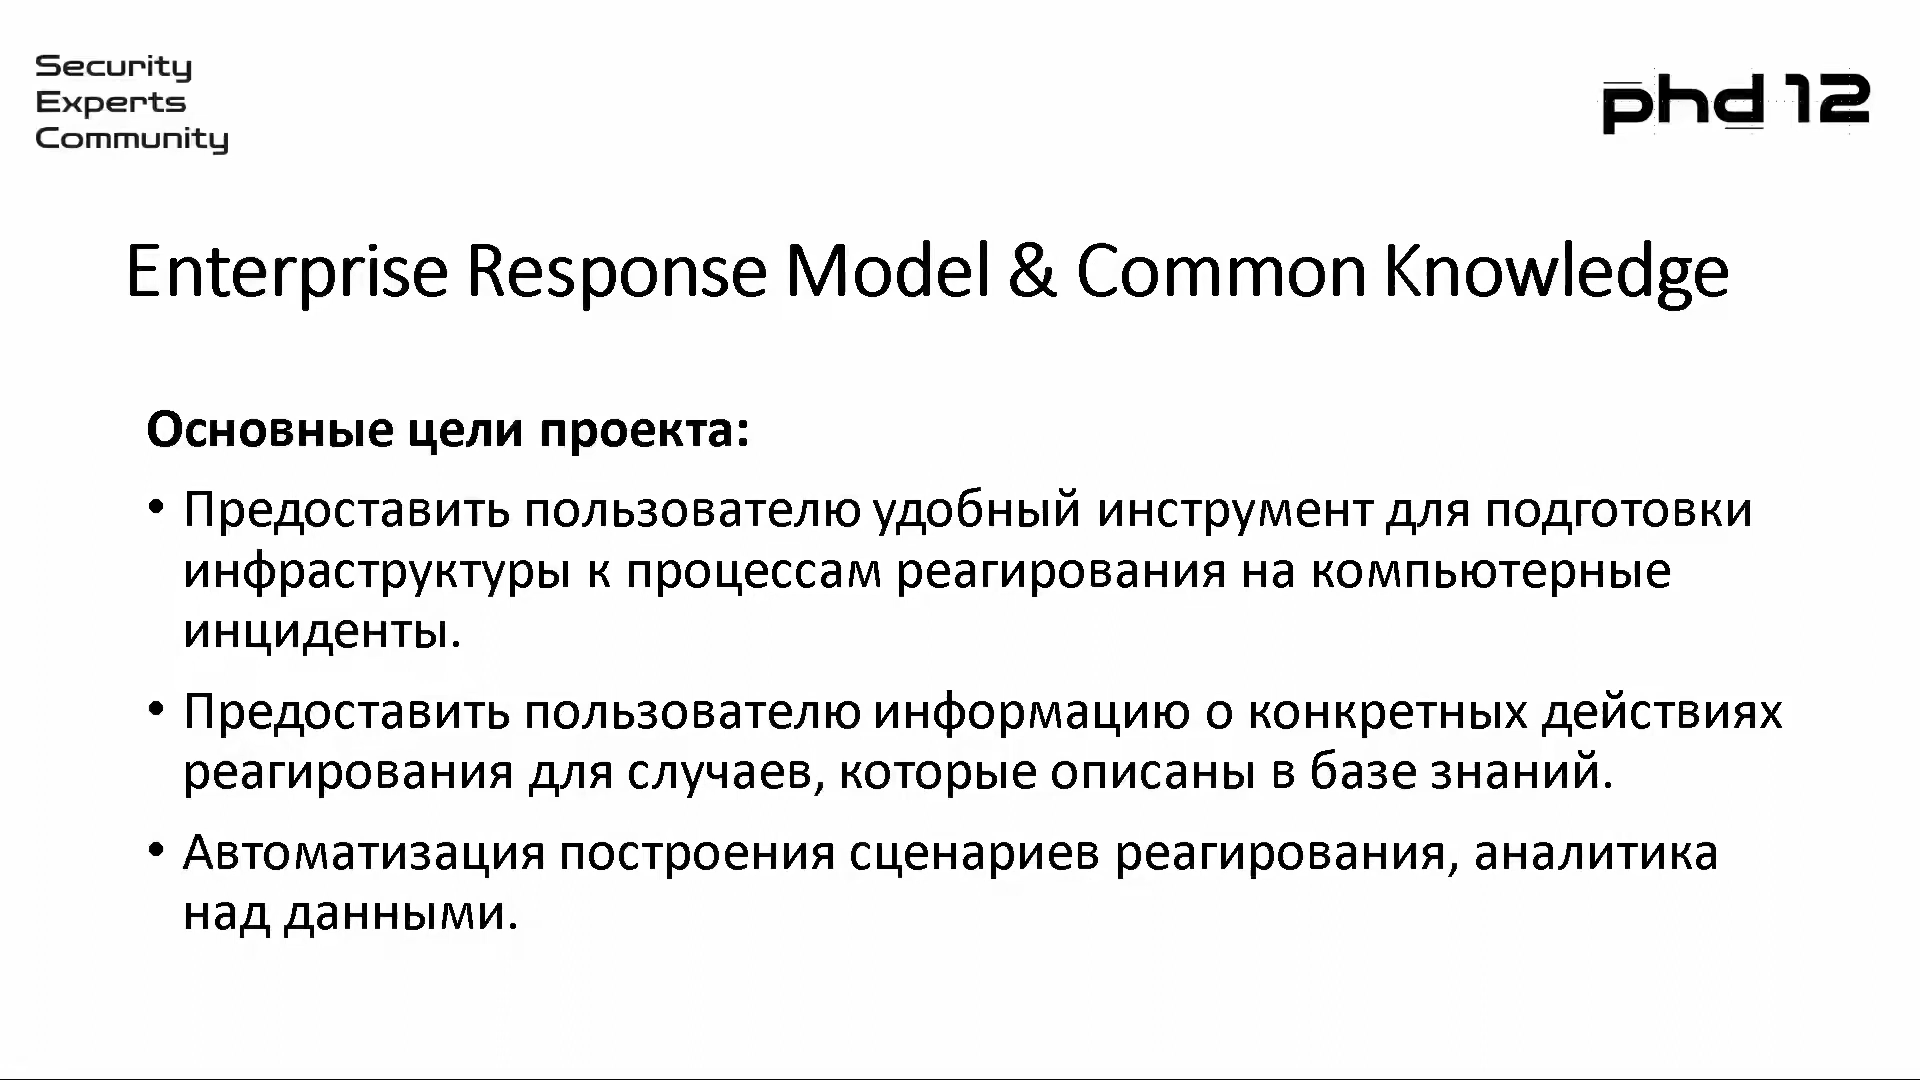 Security
Experts
Community
phd 12
Enterprise Response Model & Common Knowledge
Основные цели проекта:
• Предоставить пользователю удобный инструмент для подготовки
инфраструктуры к процессам реагирования на компьютерные
инциденты.
• Предоставить пользователю информацию о конкретных действиях
реагирования для случаев, которые описаны в базе знаний.
• Автоматизация построения сценариев реагирования, аналитика
над данными.